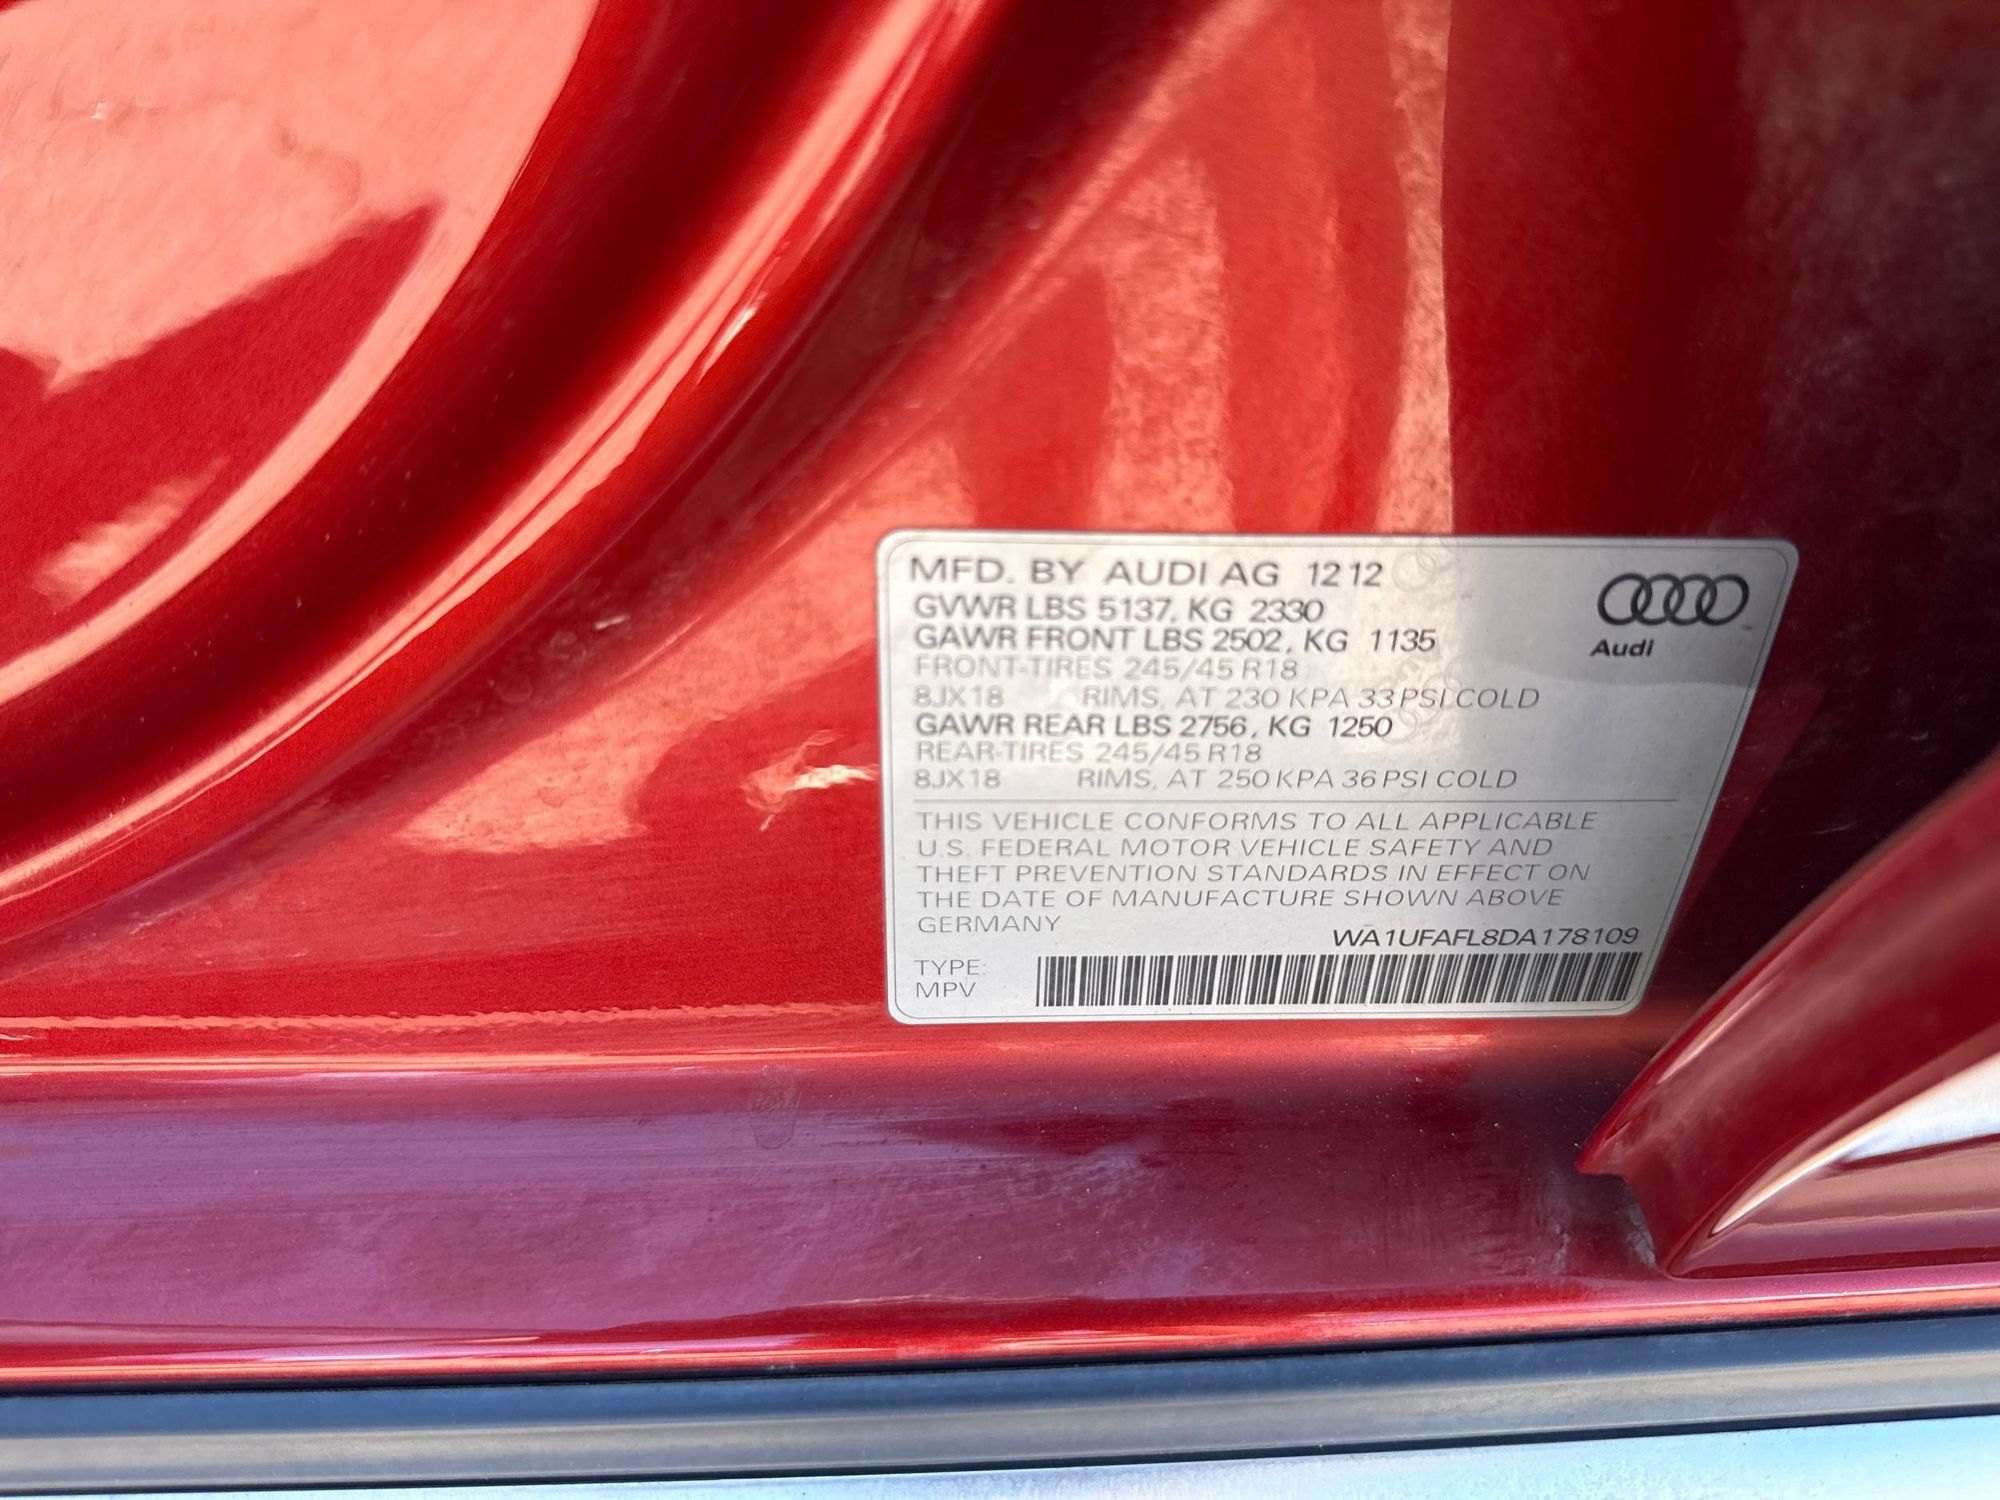 MFD. BY AUDI AG 12 12
GVWR LBS 5137, KG 2330
GAWR FRONT LBS 2502, KG 1135
FRONT-TIRES 245/45 R18
8JX18 RIMS, AT 230 KPA 33 PSI COLD
GAWR REAR LBS 2756, KG 1250
REAR-TIRES 245/45 R18
8JX18 RIMS, AT 250 KPA 36 PSI COLD
Audi
THIS VEHICLE CONFORMS TO ALL APPLICABLE
U.S. FEDERAL MOTOR VEHICLE SAFETY AND
THEFT PREVENTION STANDARDS IN EFFECT ON
THE DATE OF MANUFACTURE SHOWN ABOVE
GERMANY
WA1UFAFL8DA178109
TYPE:
MPV